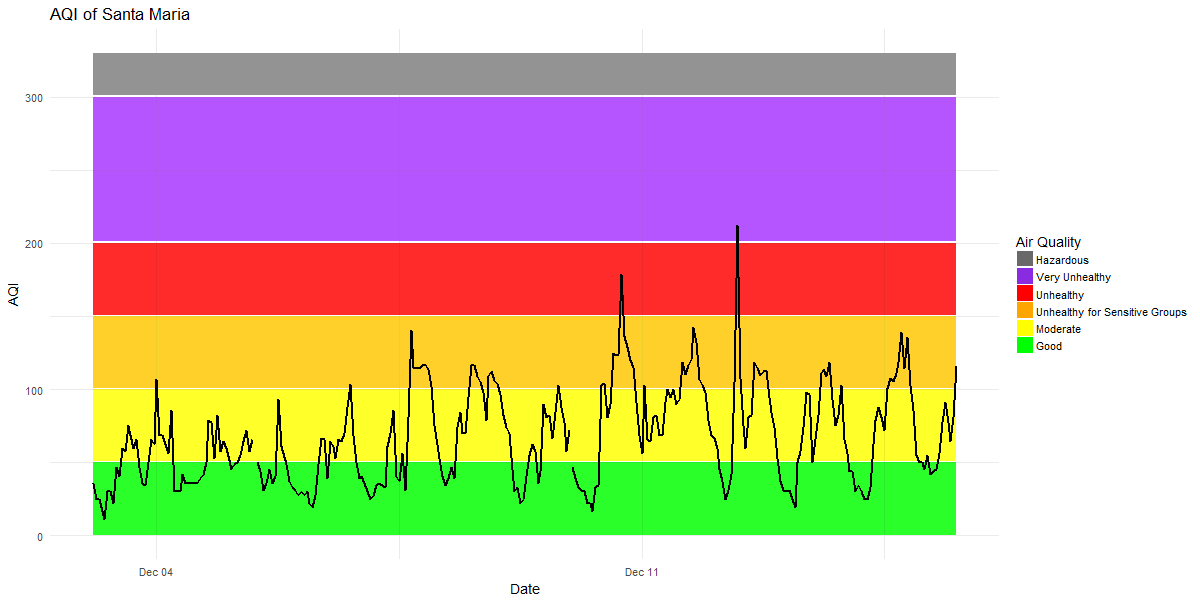 AQI of Santa Maria
300
200
100
0
AQI
Dec 04
Dec 11
Date
Air Quality
Hazardous
Very Unhealthy
Unhealthy
Unhealthy for Sensitive Groups
Moderate
Good